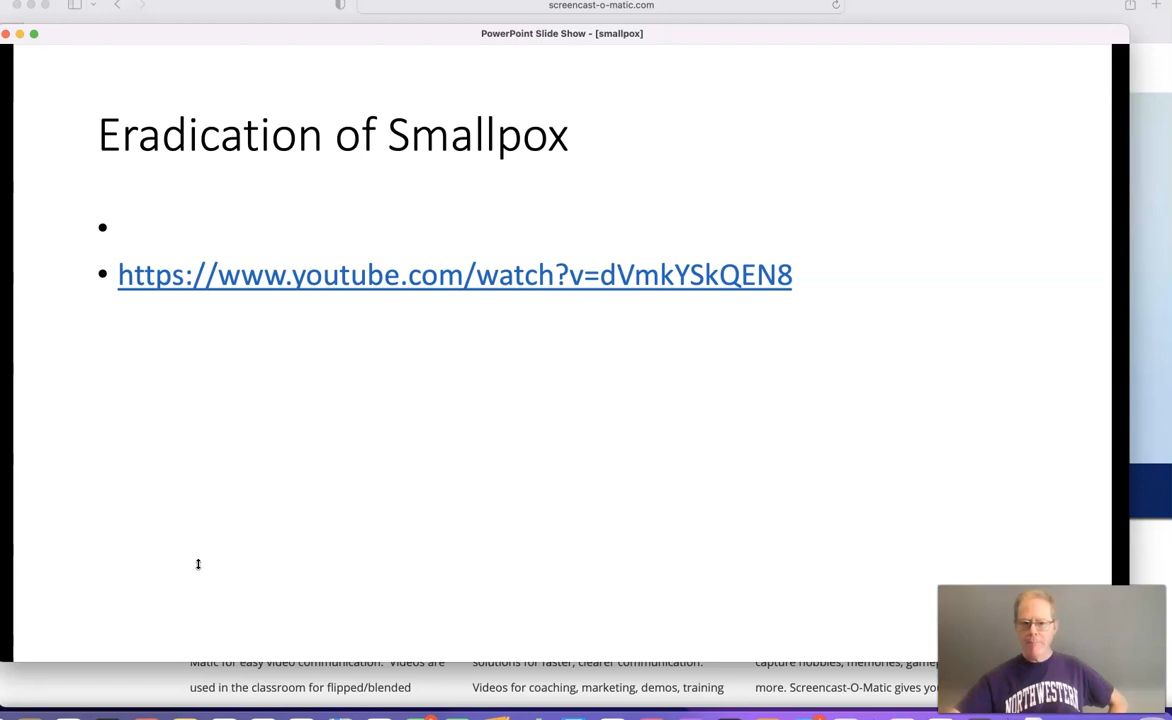 screencast-o-matic.com
PowerPoint Slide Show - [smallpox]
Eradication of Smallpox
https://www.youtube.com/watch?v=dVmkYSkQEN8
Matic for easy video communication. Videos are
solutions for faster, clearer communication.
capture hobbies, memories,
used in the classroom for flipped/blended
Videos for coaching, marketing, demos, training
more. Screencast-O-Matic gives
NORTHWESTERN